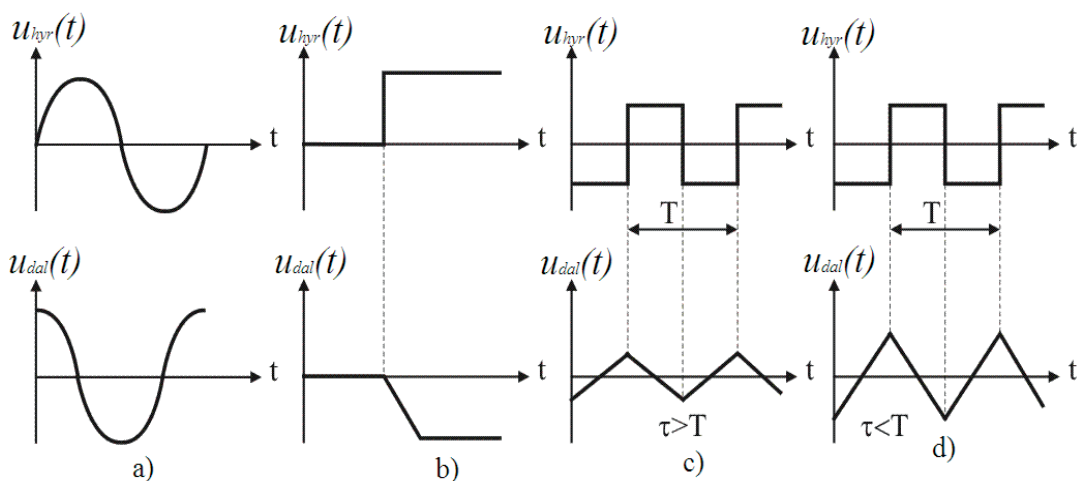 u_hyr(t) u_hyr(t) u_hyr(t) u_hyr(t)
t t t t
T T
u_dal(t) u_dal(t) u_dal(t) u_dal(t)
t t t t
τ>T τ<T
a) b) c) d)